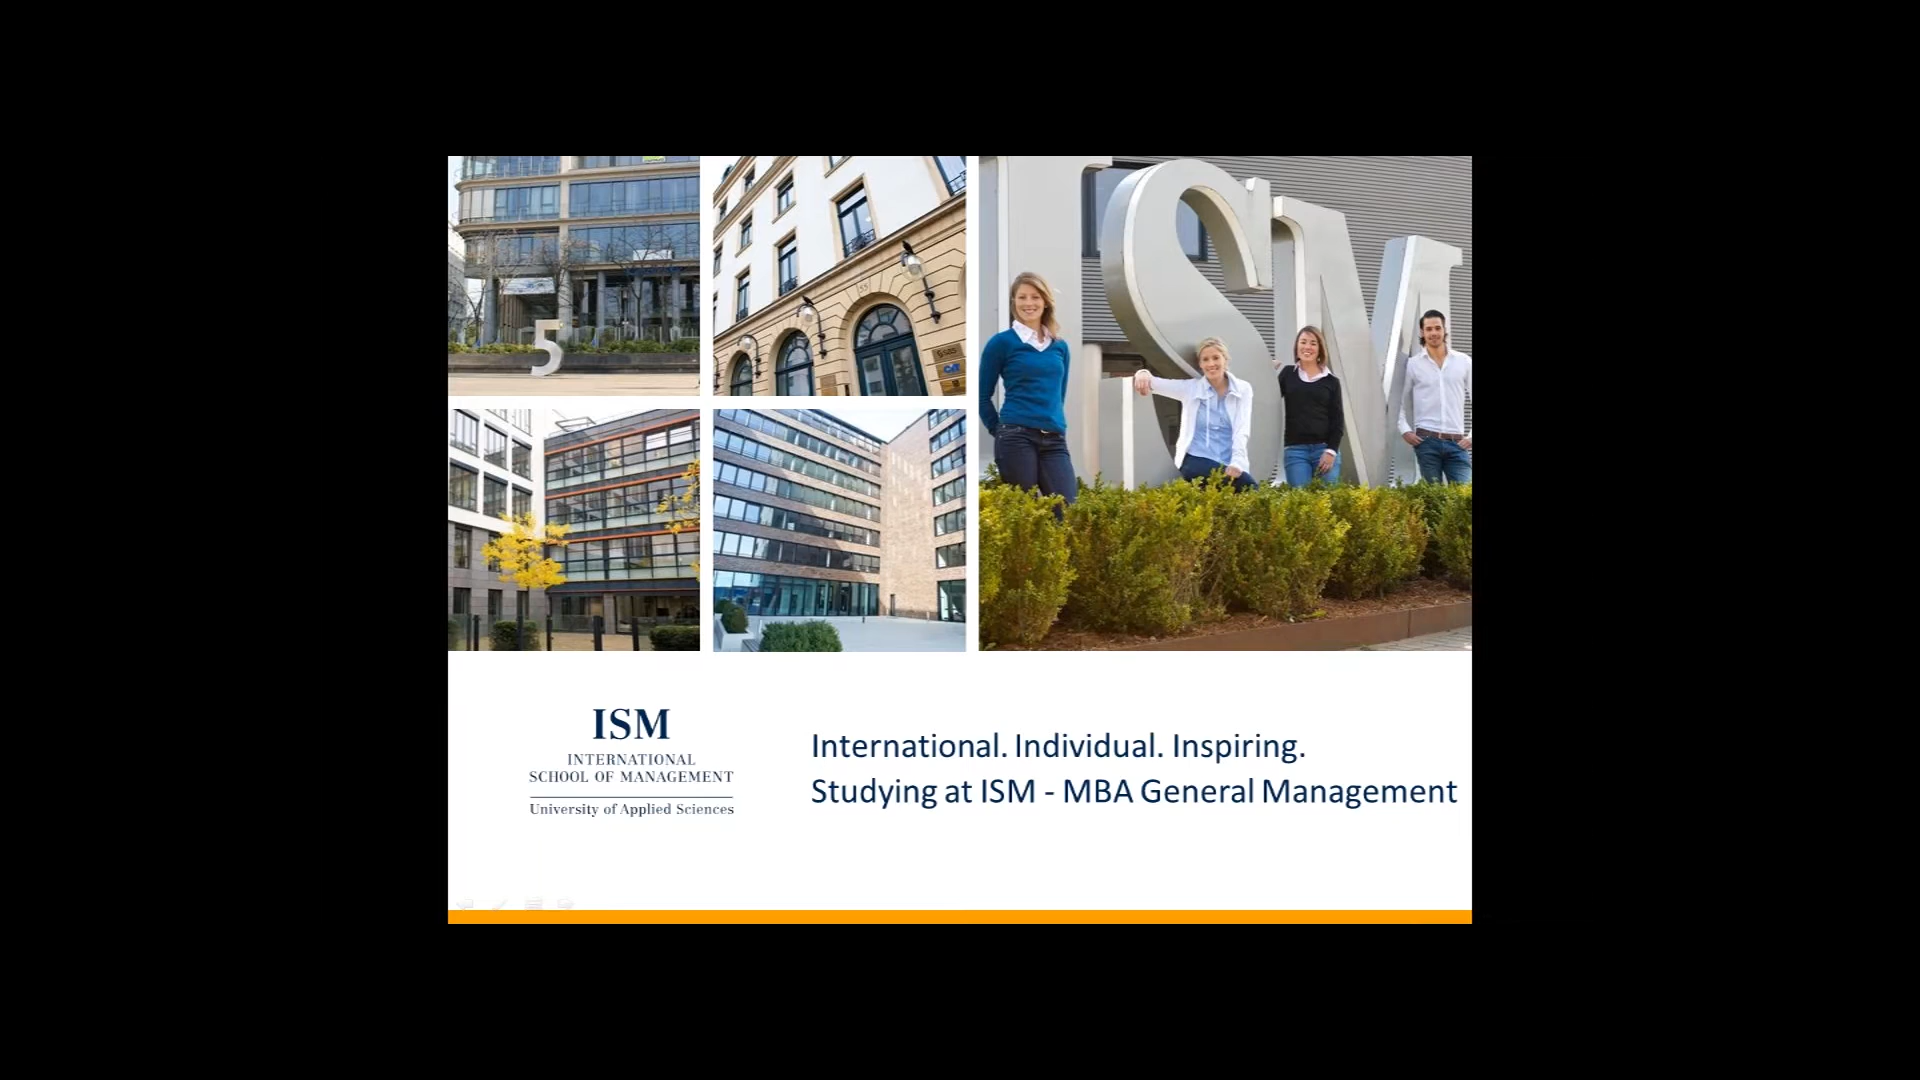 5
55
ISM
ISM
INTERNATIONAL
SCHOOL OF MANAGEMENT
University of Applied Sciences
International. Individual. Inspiring.
Studying at ISM - MBA General Management